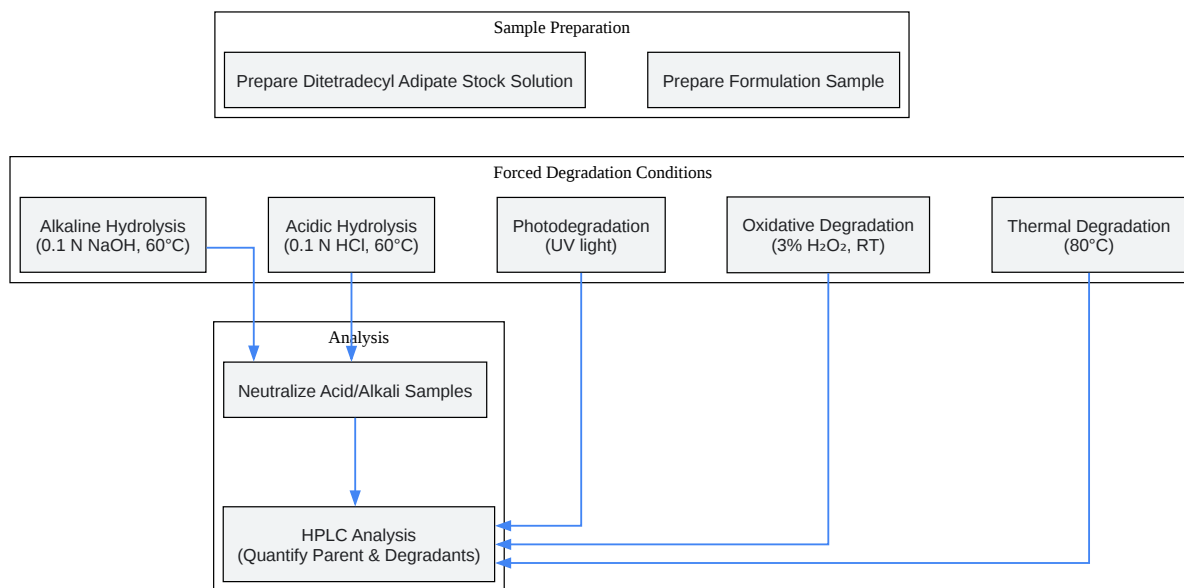 Sample Preparation
Prepare Ditetradecyl Adipate Stock Solution
Prepare Formulation Sample
Forced Degradation Conditions
Alkaline Hydrolysis
(0.1 N NaOH, 60°C)
Acidic Hydrolysis
(0.1 N HCl, 60°C)
Photodegradation
(UV light)
Oxidative Degradation
(3% H₂O₂, RT)
Thermal Degradation
(80°C)
Analysis
Neutralize Acid/Alkali Samples
HPLC Analysis
(Quantify Parent & Degradants)